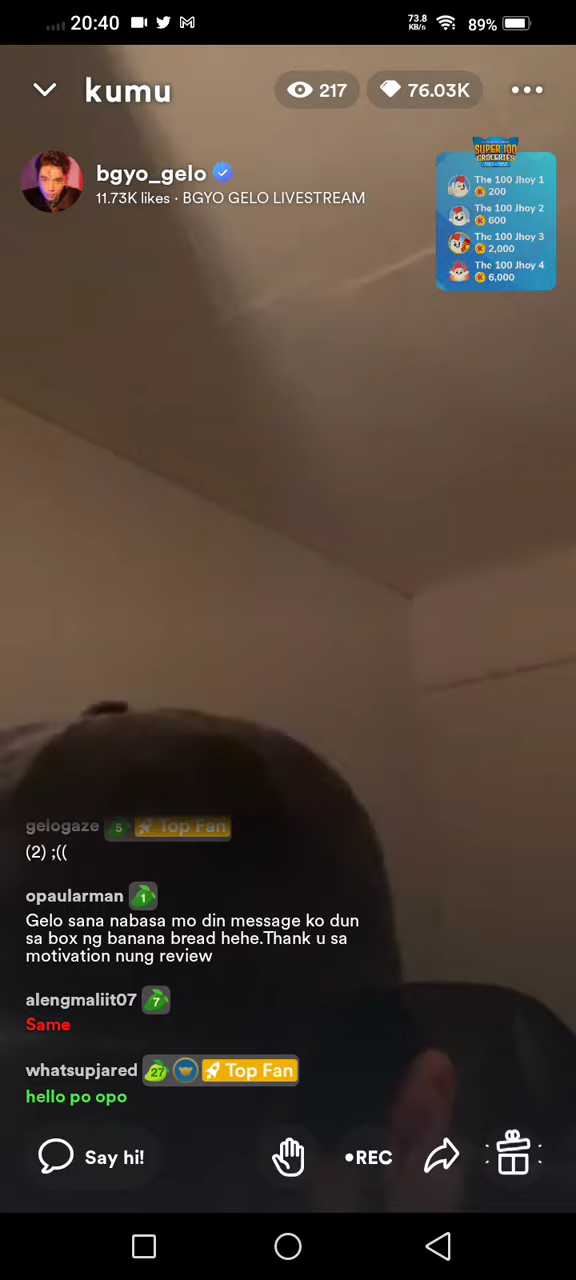 20:40
73.8 KB/s
89%
kumu
217
76.03K
bgyo_gelo
11.73K likes · BGYO GELO LIVESTREAM
SUPER 100
GROCERIES
The 100 Jhoy 1
200
The 100 Jhoy 2
600
The 100 Jhoy 3
2,000
The 100 Jhoy 4
6,000
gelogaze 5 Top Fan
(2) ;((
opaularman 1
Gelo sana nabasa mo din message ko dun
sa box ng banana bread hehe.Thank u sa
motivation nung review
alengmaliit07 7
Same
whatsupjared 27 Top Fan
hello po opo
Say hi!
•REC